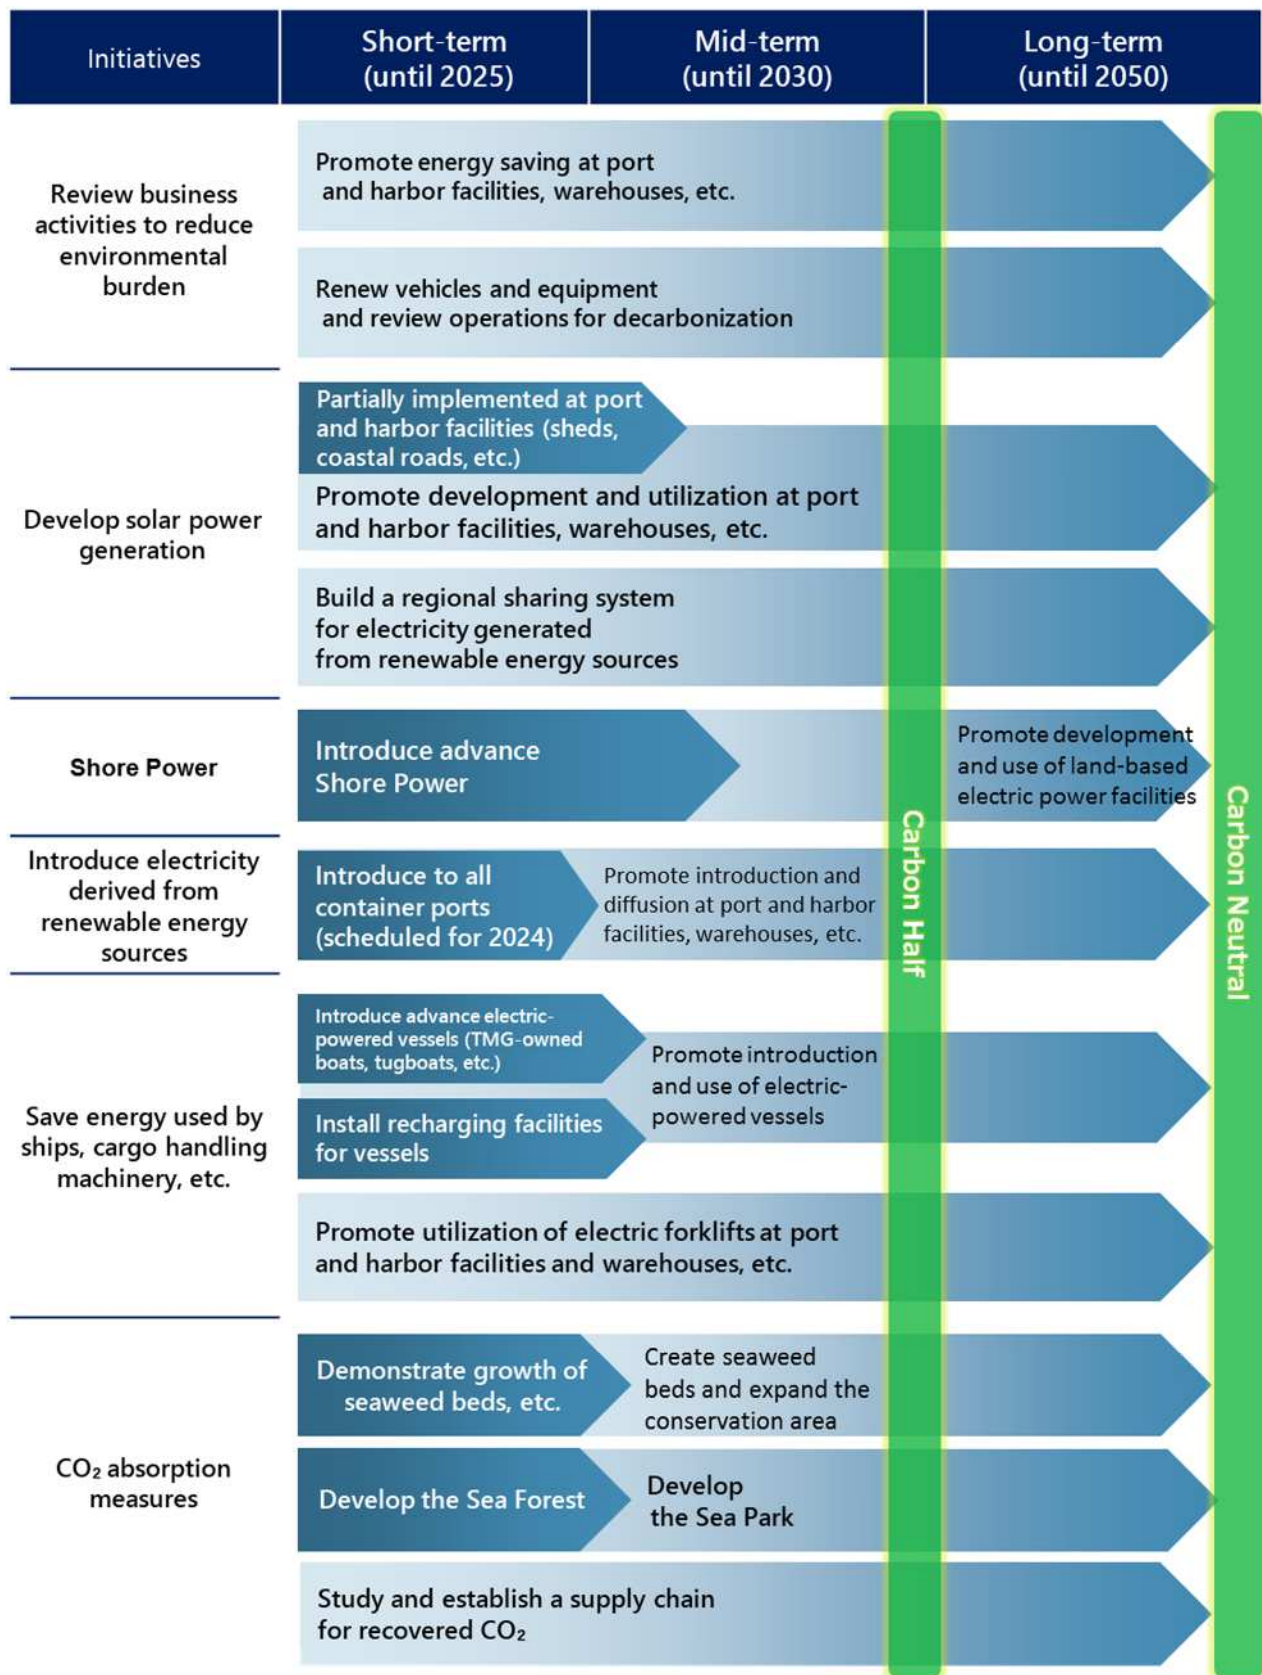 Initiatives
Short-term
(until 2025)
Mid-term
(until 2030)
Long-term
(until 2050)
Review business
activities to reduce
environmental
burden
Promote energy saving at port
and harbor facilities, warehouses, etc.
Renew vehicles and equipment
and review operations for decarbonization
Develop solar power
generation
Partially implemented at port
and harbor facilities (sheds,
coastal roads, etc.)
Promote development and utilization at port
and harbor facilities, warehouses, etc.
Build a regional sharing system
for electricity generated
from renewable energy sources
Shore Power
Introduce advance
Shore Power
Promote development
and use of land-based
electric power facilities
Introduce electricity
derived from
renewable energy
sources
Introduce to all
container ports
(scheduled for 2024)
Promote introduction and
diffusion at port and harbor
facilities, warehouses, etc.
Save energy used by
ships, cargo handling
machinery, etc.
Introduce advance electric-
powered vessels (TMG-owned
boats, tugboats, etc.)
Install recharging facilities
for vessels
Promote introduction
and use of electric-
powered vessels
Promote utilization of electric forklifts at port
and harbor facilities and warehouses, etc.
CO₂ absorption
measures
Demonstrate growth of
seaweed beds, etc.
Create seaweed
beds and expand the
conservation area
Develop the Sea Forest
Develop
the Sea Park
Study and establish a supply chain
for recovered CO₂
Carbon Half
Carbon Neutral